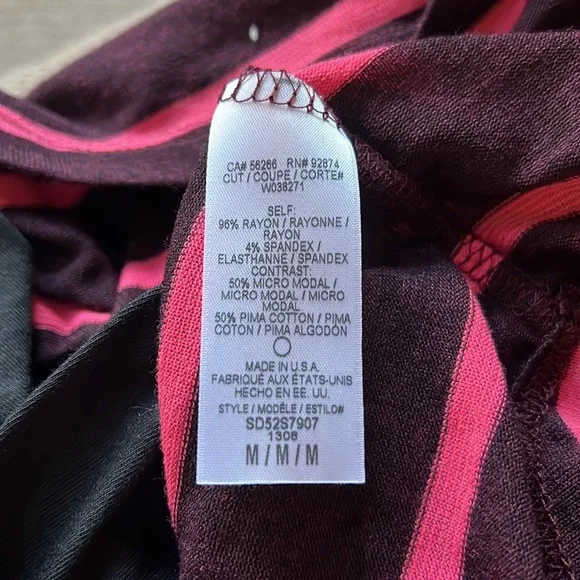 CA# 56266 RN# 92874
CUT / COUPE / CORTE#
W038271
SELF:
96% RAYON / RAYONNE /
RAYON
4% SPANDEX /
ELASTHANNE / SPANDEX
CONTRAST:
50% MICRO MODAL /
MICRO MODAL / MICRO
MODAL
50% PIMA COTTON / PIMA
COTON / PIMA ALGODÓN
MADE IN U.S.A.
FABRIQUÉ AUX ÉTATS-UNIS
HECHO EN EE. UU.
STYLE / MODÈLE / ESTILO#
SD52S7907
1308
M / M / M